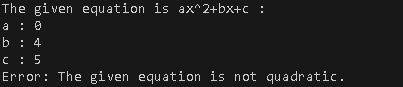 The given equation is ax^2+bx+c :
a : 0
b : 4
c : 5
Error: The given equation is not quadratic.